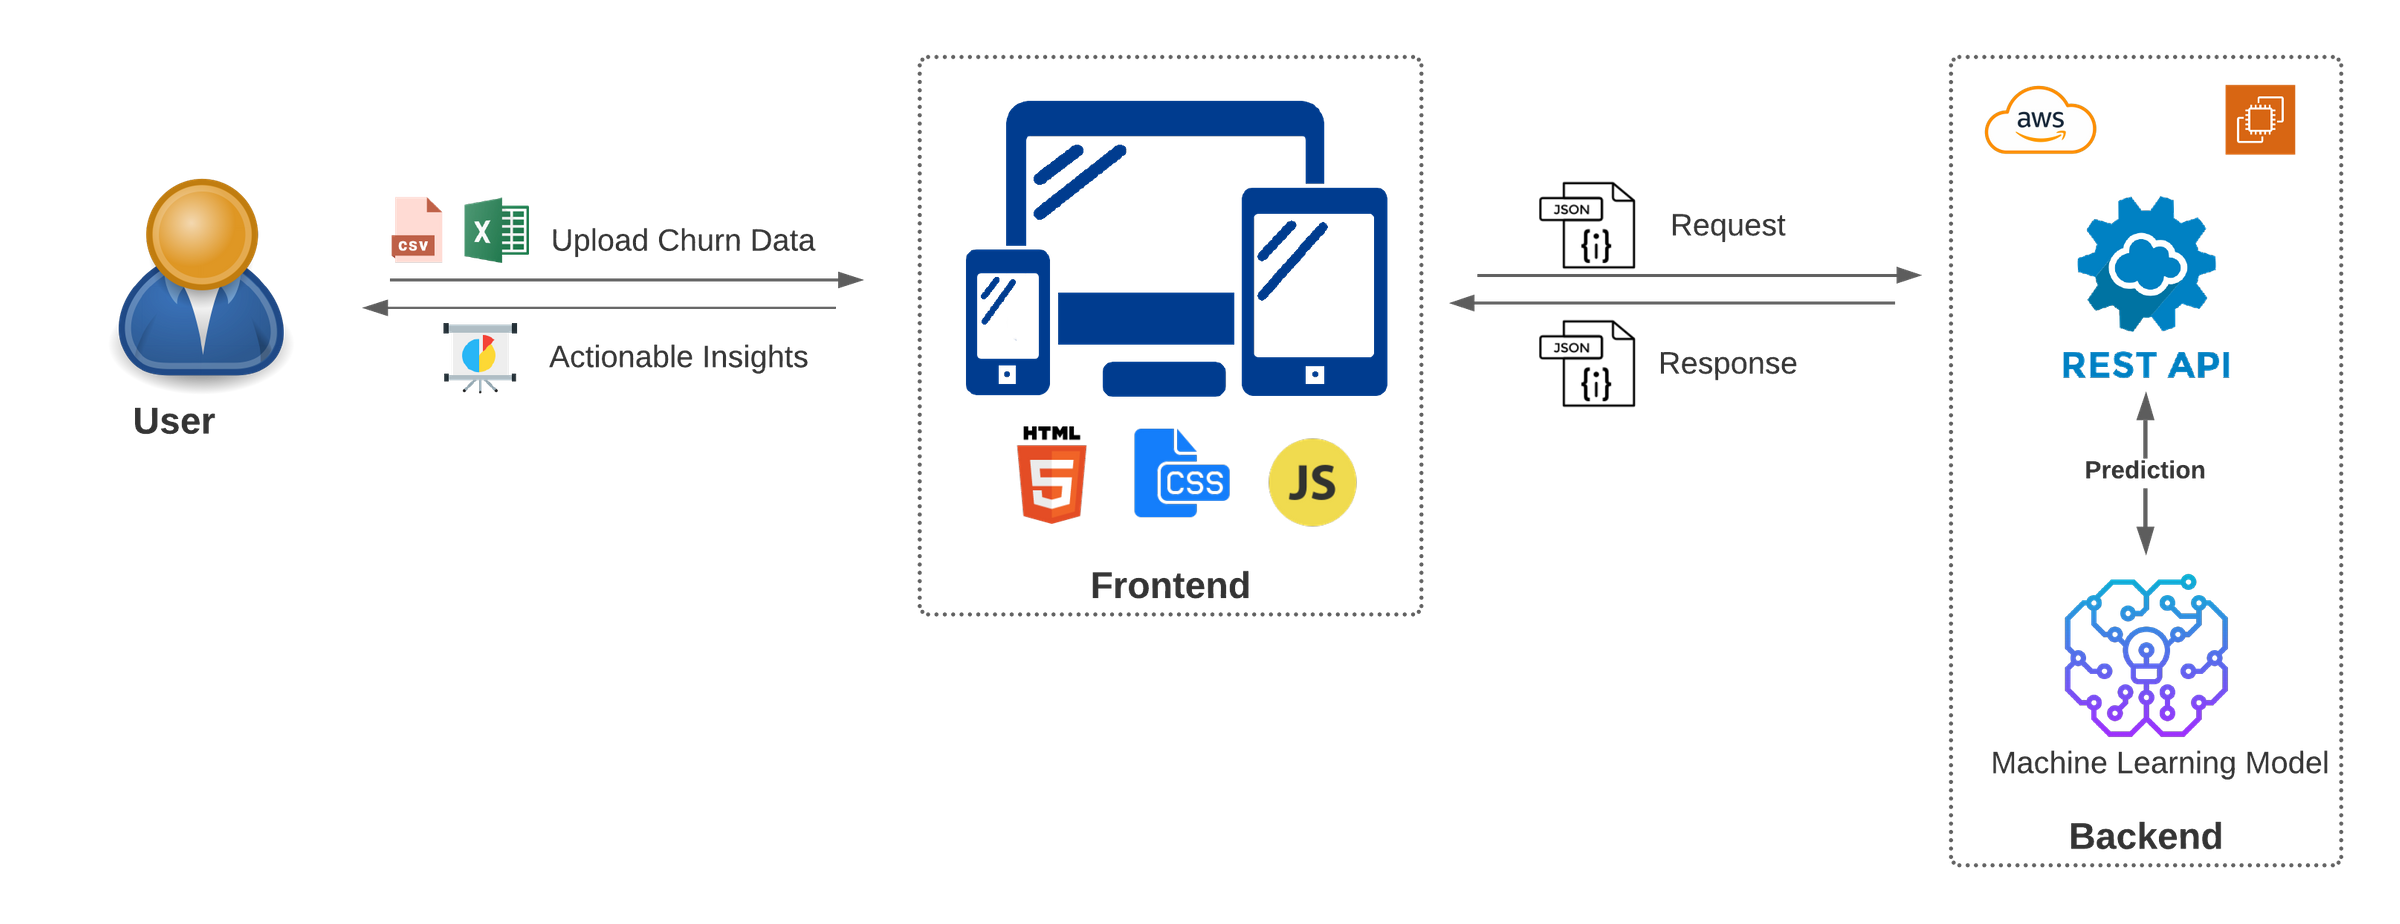 CSV
X
Upload Churn Data
Actionable Insights
User
HTML
5
CSS
JS
Frontend
JSON
{i}
Request
JSON
{i}
Response
aws
REST API
Prediction
Machine Learning Model
Backend